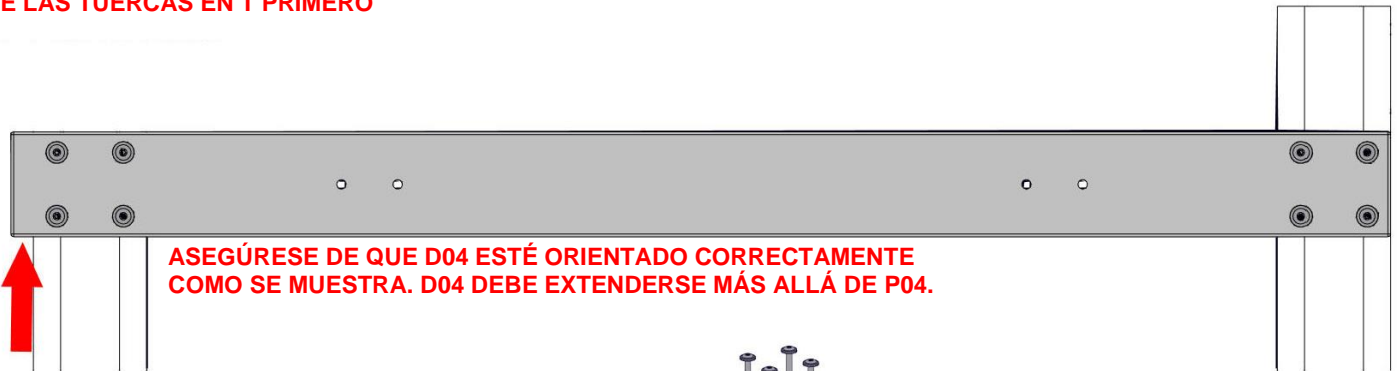 LAS TUERCAS EN T PRIMERO
ASEGÚRESE DE QUE D04 ESTÉ ORIENTADO CORRECTAMENTE
COMO SE MUESTRA. D04 DEBE EXTENDERSE MÁS ALLÁ DE P04.